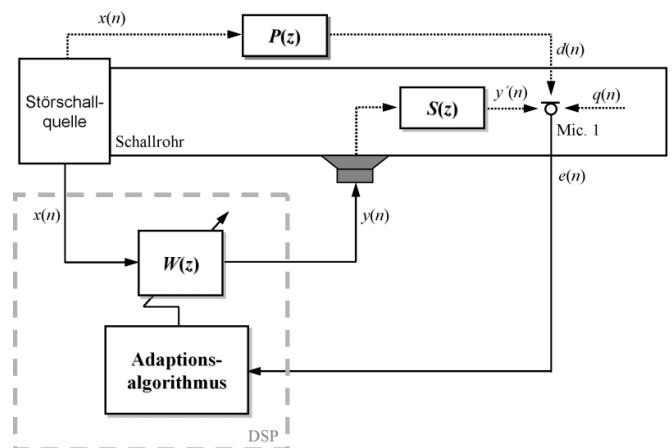 x(n)
P(z)
d(n)
Störschall-
quelle
S(z)
y´(n)
q(n)
Schallrohr
Mic. 1
x(n)
y(n)
e(n)
W(z)
Adaptions-
algorithmus
DSP